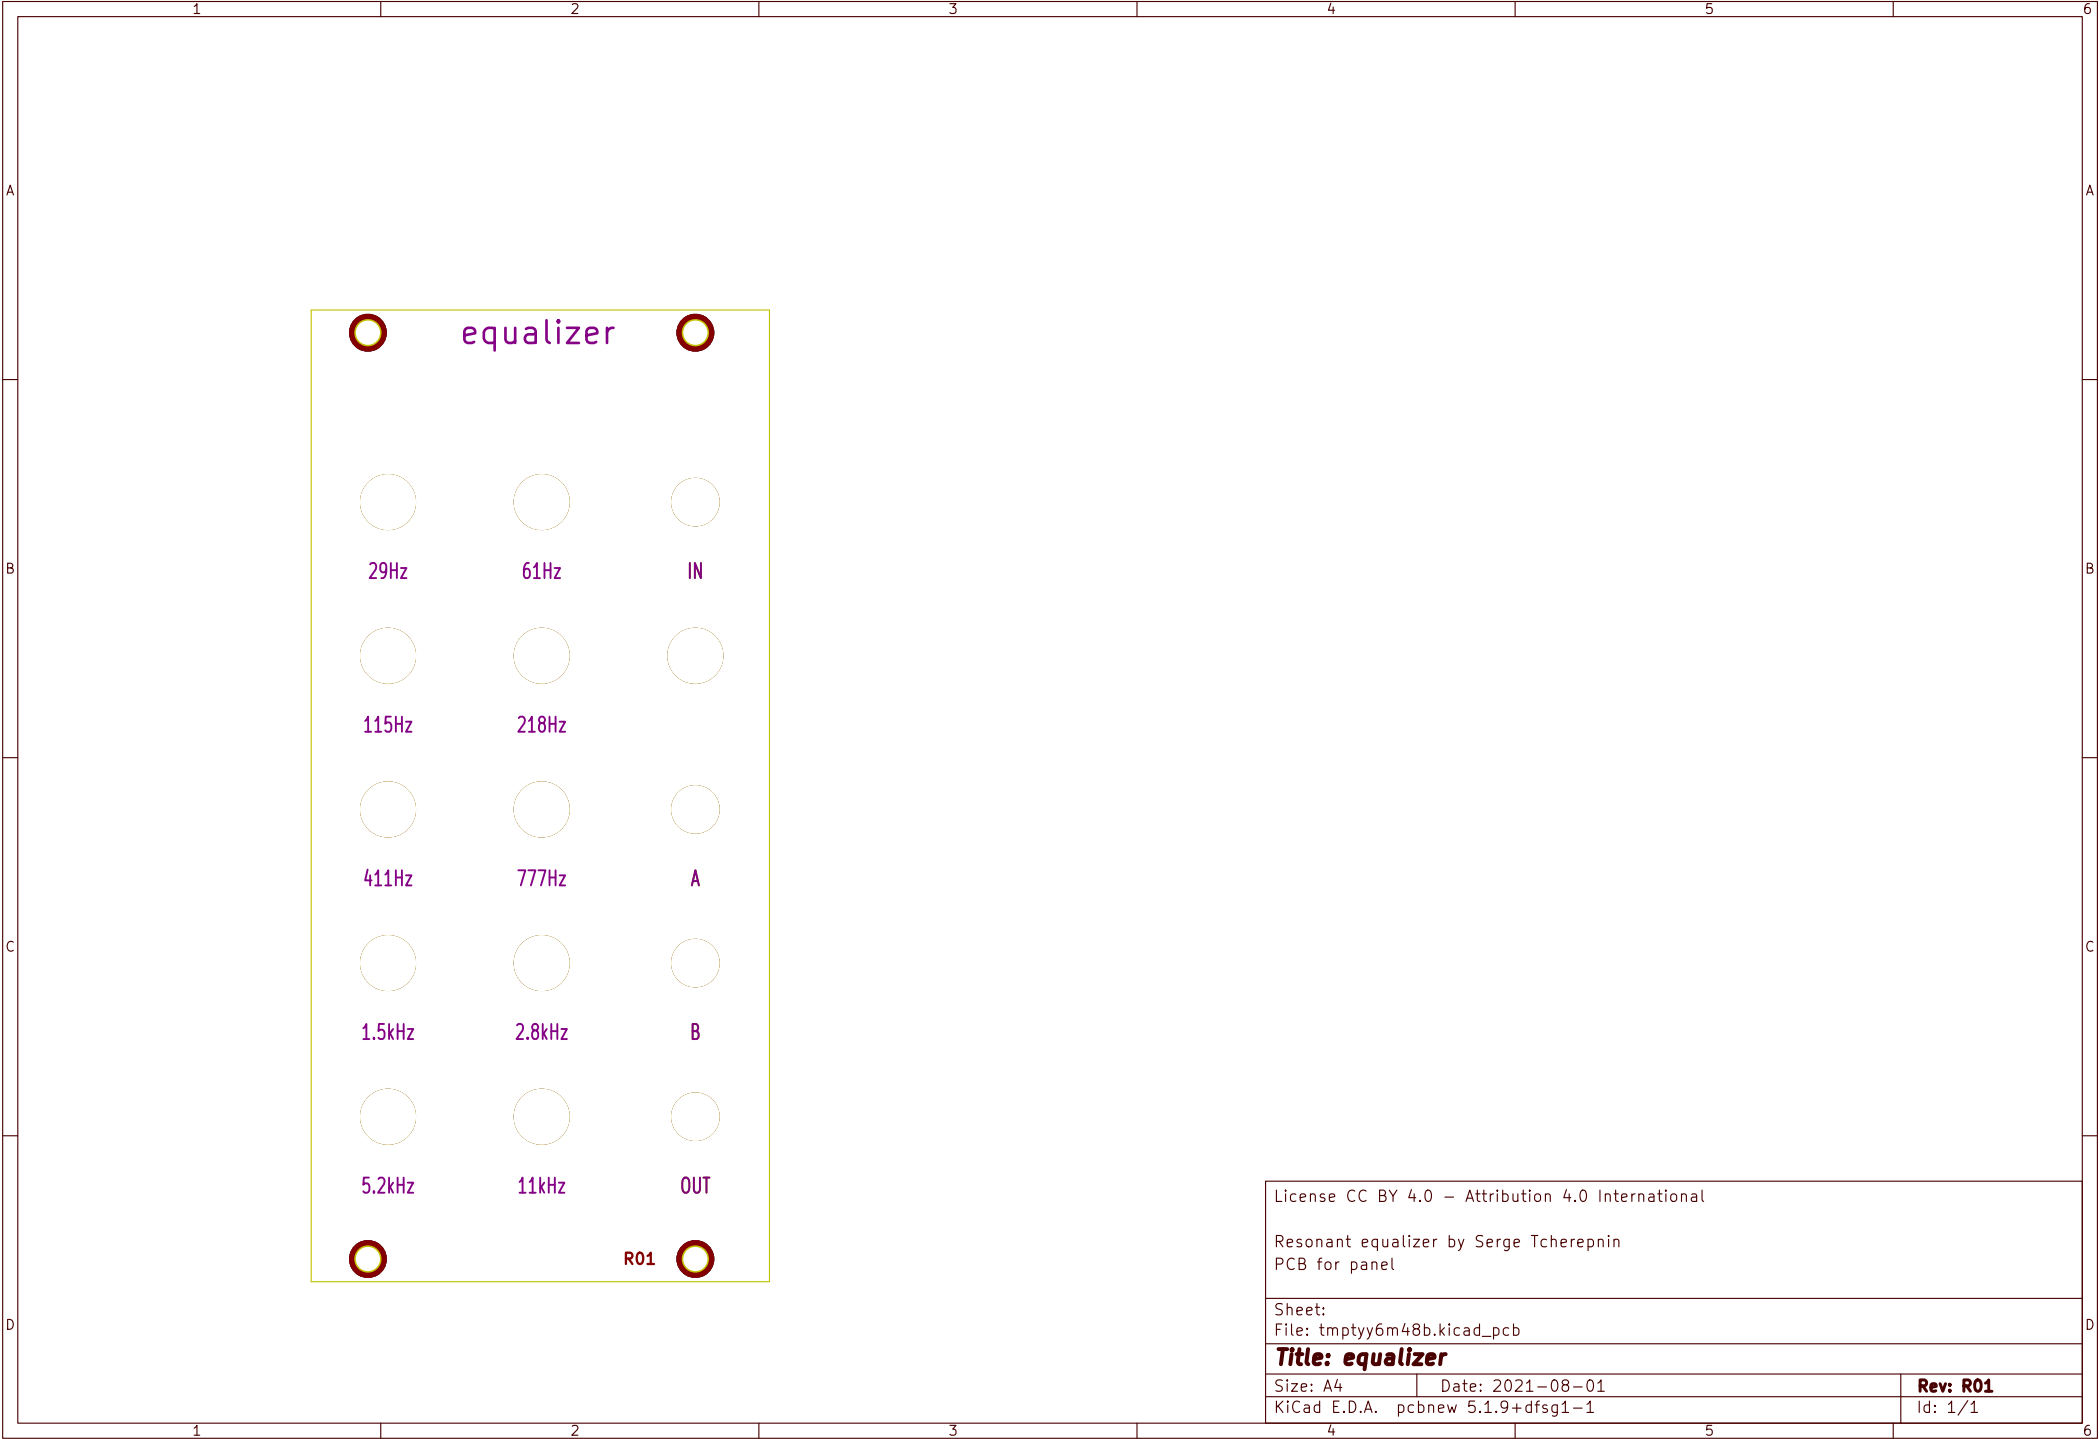 1 2 3 4 5 6
A A
equalizer
29Hz 61Hz IN
B B
115Hz 218Hz
411Hz 777Hz A
C C
1.5kHz 2.8kHz B
5.2kHz 11kHz OUT
R01
License CC BY 4.0 - Attribution 4.0 International
Resonant equalizer by Serge Tcherepnin
PCB for panel
Sheet:
File: tmptyy6m48b.kicad_pcb
D D
Title: equalizer
Size: A4 Date: 2021-08-01 Rev: R01
KiCad E.D.A. pcbnew 5.1.9+dfsg1-1 Id: 1/1
1 2 3 4 5 6